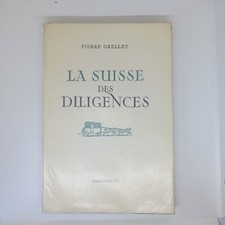 PIERRE GRELLET
LA SUISSE
DES
DILIGENCES